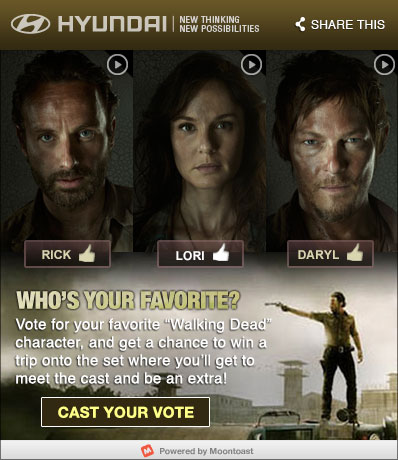 HYUNDAI
NEW THINKING
NEW POSSIBILITIES
SHARE THIS
RICK
LORI
DARYL
WHO'S YOUR FAVORITE?
Vote for your favorite “Walking Dead”
character, and get a chance to win a
trip onto the set where you'll get to
meet the cast and be an extra!
CAST YOUR VOTE
Powered by Moontoast